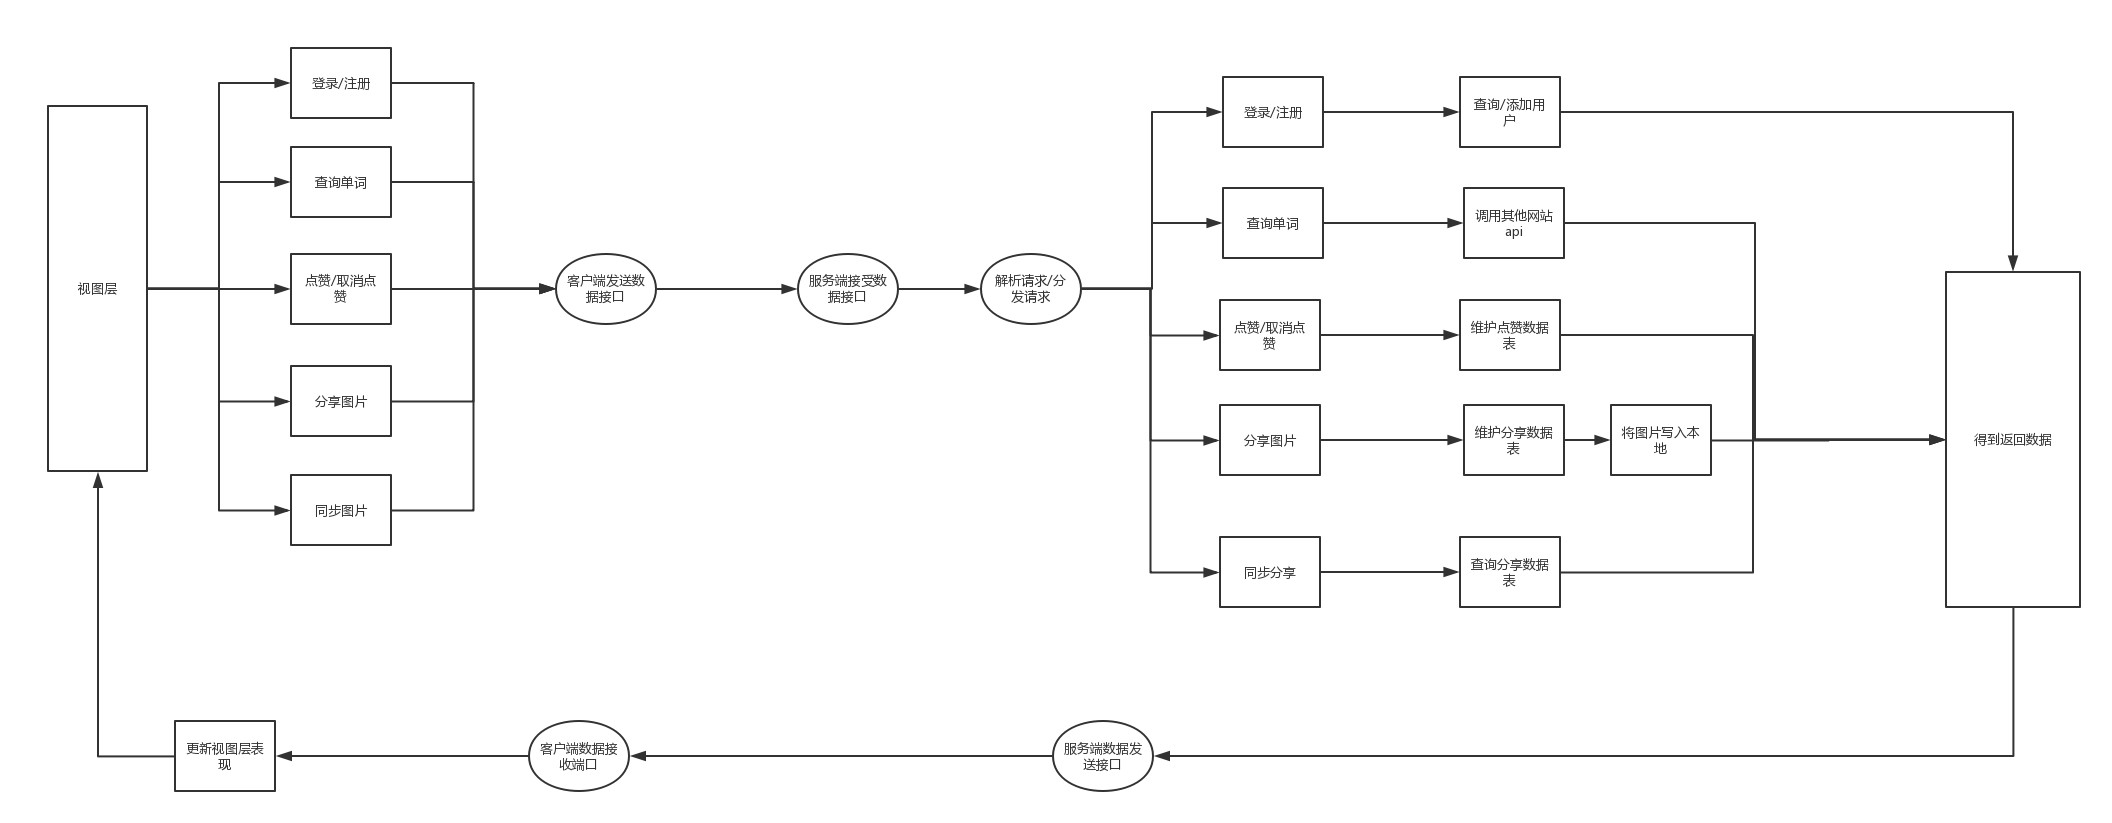 视图层
登录/注册
查询单词
点赞/取消点
赞
分享图片
同步图片
客户端发送数
据接口
服务端接受数
据接口
解析请求/分
发请求
登录/注册
查询/添加用
户
查询单词
调用其他网站
api
点赞/取消点
赞
维护点赞数据
表
分享图片
维护分享数据
表
将图片写入本
地
同步分享
查询分享数据
表
得到返回数据
服务端数据发
送接口
客户端数据接
收端口
更新视图层表
现